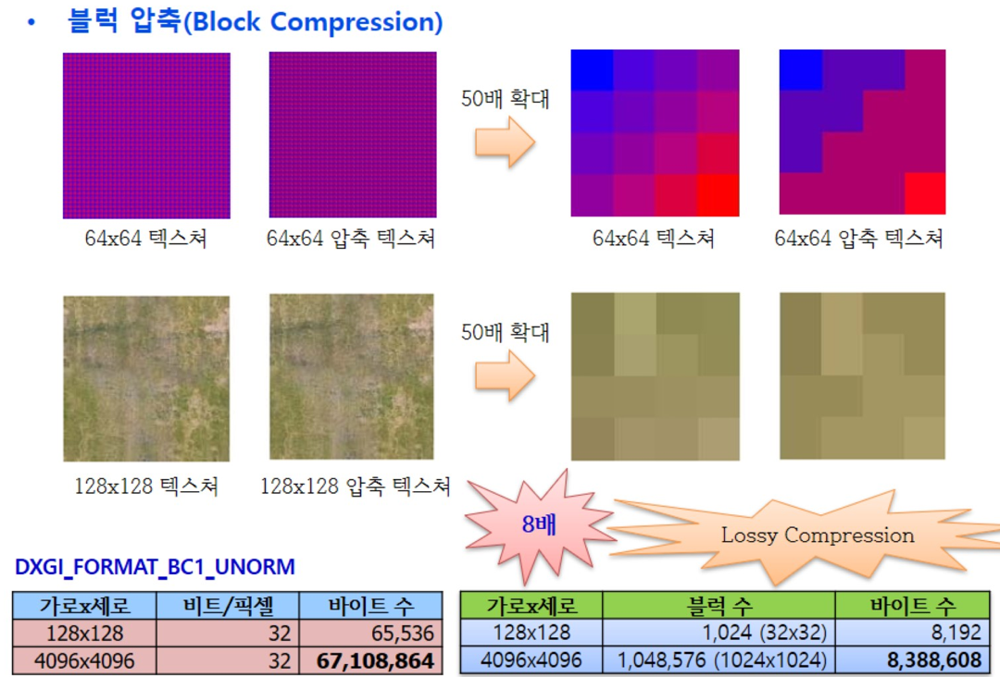 • 블럭 압축(Block Compression)
50배 확대
64x64 텍스쳐
64x64 압축 텍스쳐
64x64 텍스쳐
64x64 압축 텍스쳐
50배 확대
128x128 텍스쳐
128x128 압축 텍스쳐
8배
Lossy Compression
DXGI_FORMAT_BC1_UNORM
가로x세로 비트/픽셀 바이트 수
128x128 32 65,536
4096x4096 32 67,108,864
가로x세로 블럭 수 바이트 수
128x128 1,024 (32x32) 8,192
4096x4096 1,048,576 (1024x1024) 8,388,608